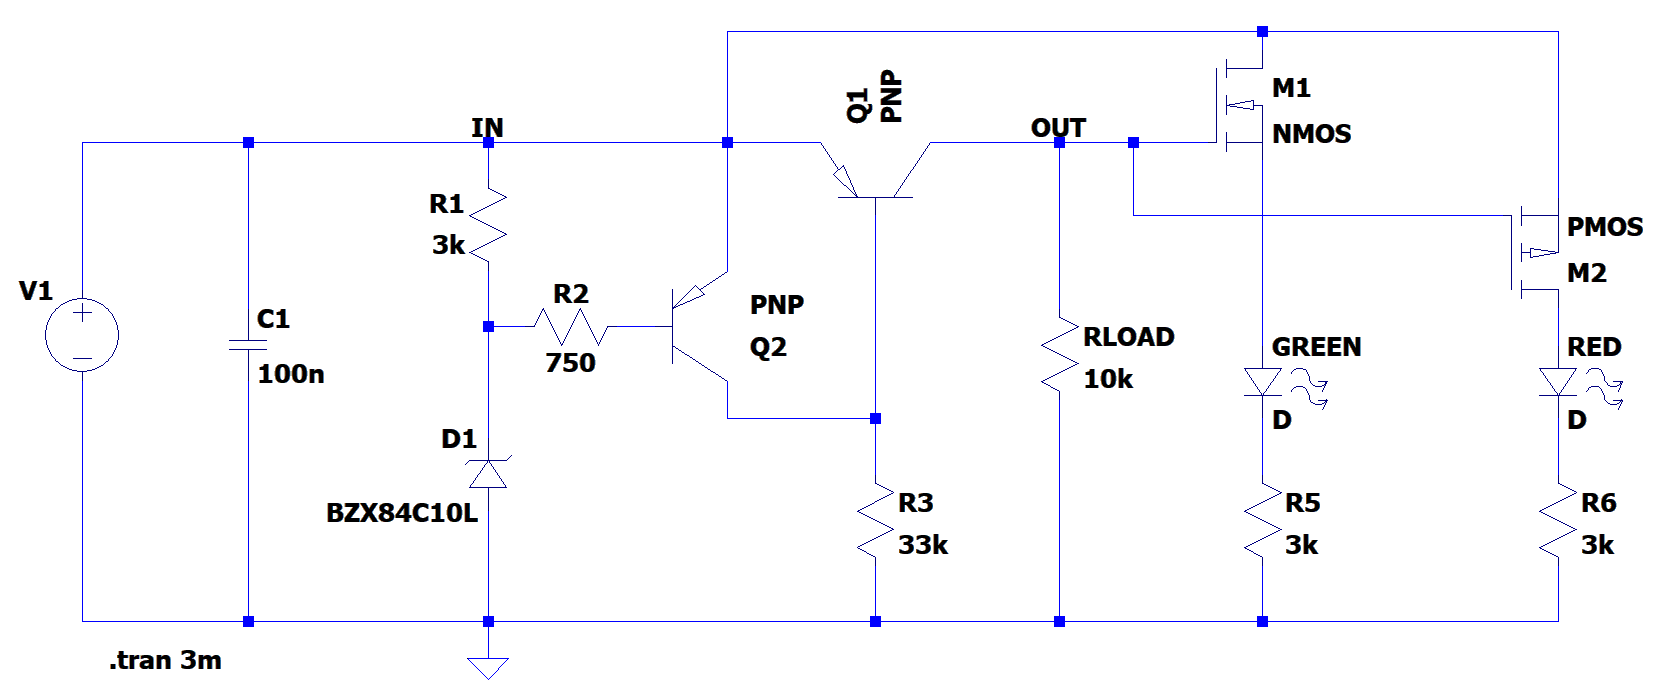 IN
Q1
PNP
OUT
M1
NMOS
R1
3k
PMOS
M2
V1
C1
100n
R2
750
PNP
Q2
RLOAD
10k
GREEN
D
RED
D
D1
BZX84C10L
R3
33k
R5
3k
R6
3k
.tran 3m